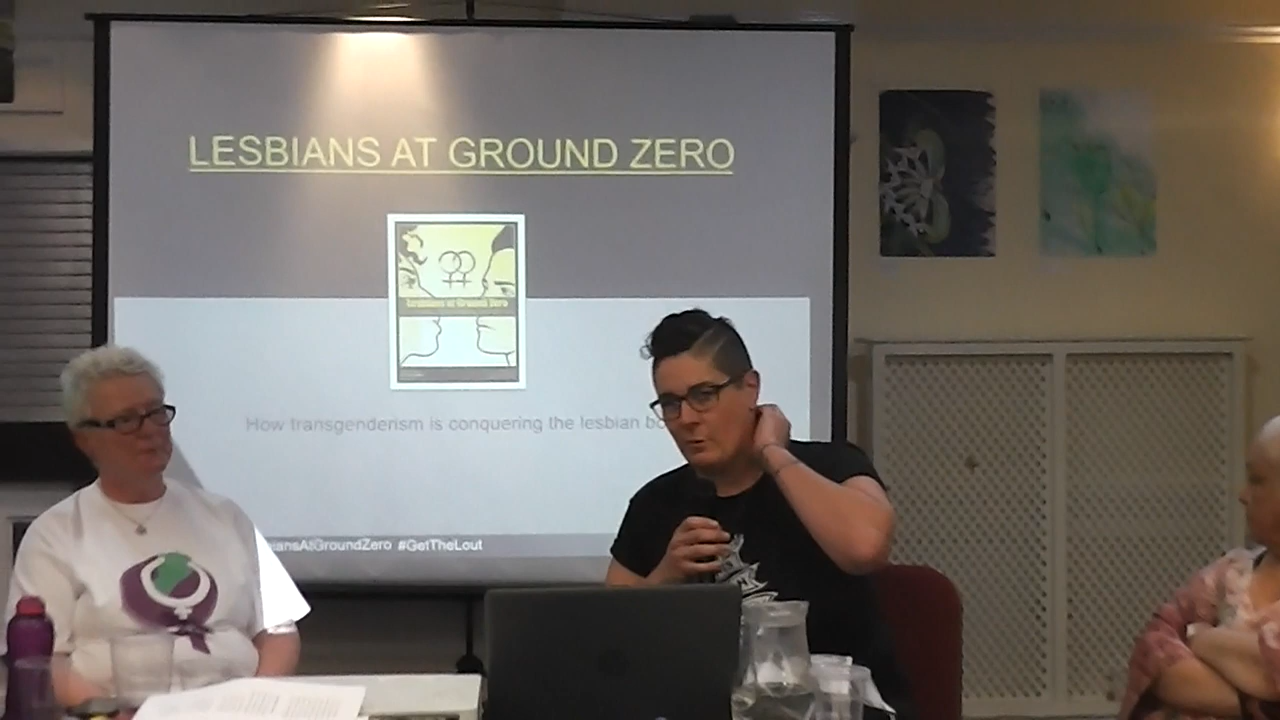 LESBIANS AT GROUND ZERO
Lesbians at Ground Zero
How transgenderism is conquering the lesbian
#GetTheLout